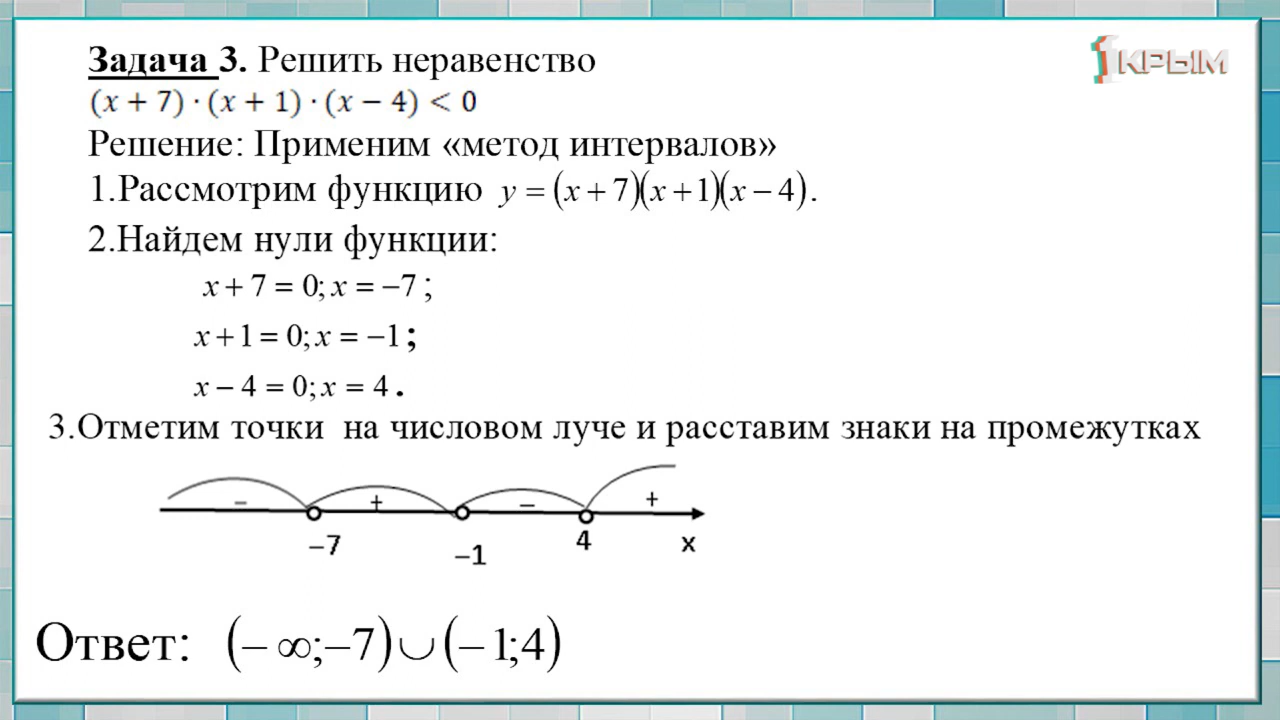 Задача 3. Решить неравенство
1КРЫМ
(x + 7) · (x + 1) · (x − 4) < 0
Решение: Применим «метод интервалов»
1.Рассмотрим функцию y = (x + 7)(x + 1)(x − 4).
2.Найдем нули функции:
x + 7 = 0; x = −7 ;
x + 1 = 0; x = −1 ;
x − 4 = 0; x = 4 .
3.Отметим точки на числовом луче и расставим знаки на промежутках
− + − +
−7 −1 4 x
Ответ: (− ∞;−7)∪(− 1;4)